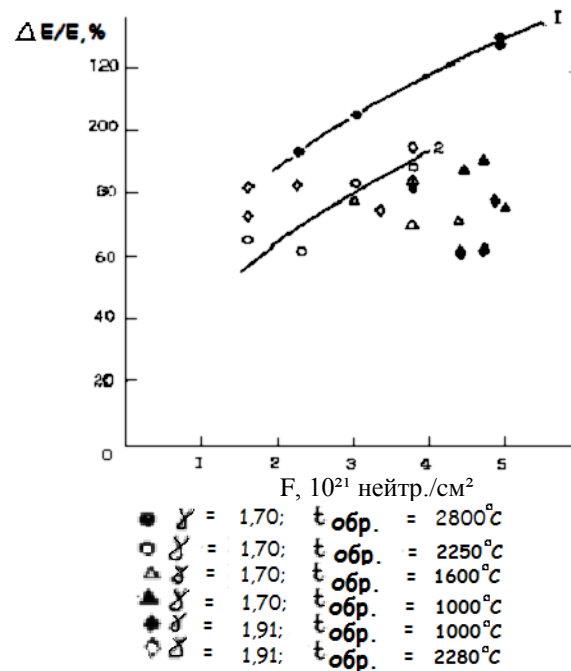 Δ E/E, %
I
120
200
2
80
60
40
20
0
I 2 3 4 5
F, 10²¹ нейтр./см²
γ = 1,70; t обр. = 2800°C
γ = 1,70; t обр. = 2250°C
γ = 1,70; t обр. = 1600°C
γ = 1,70; t обр. = 1000°C
γ = 1,91; t обр. = 1000°C
γ = 1,91; t обр. = 2280°C